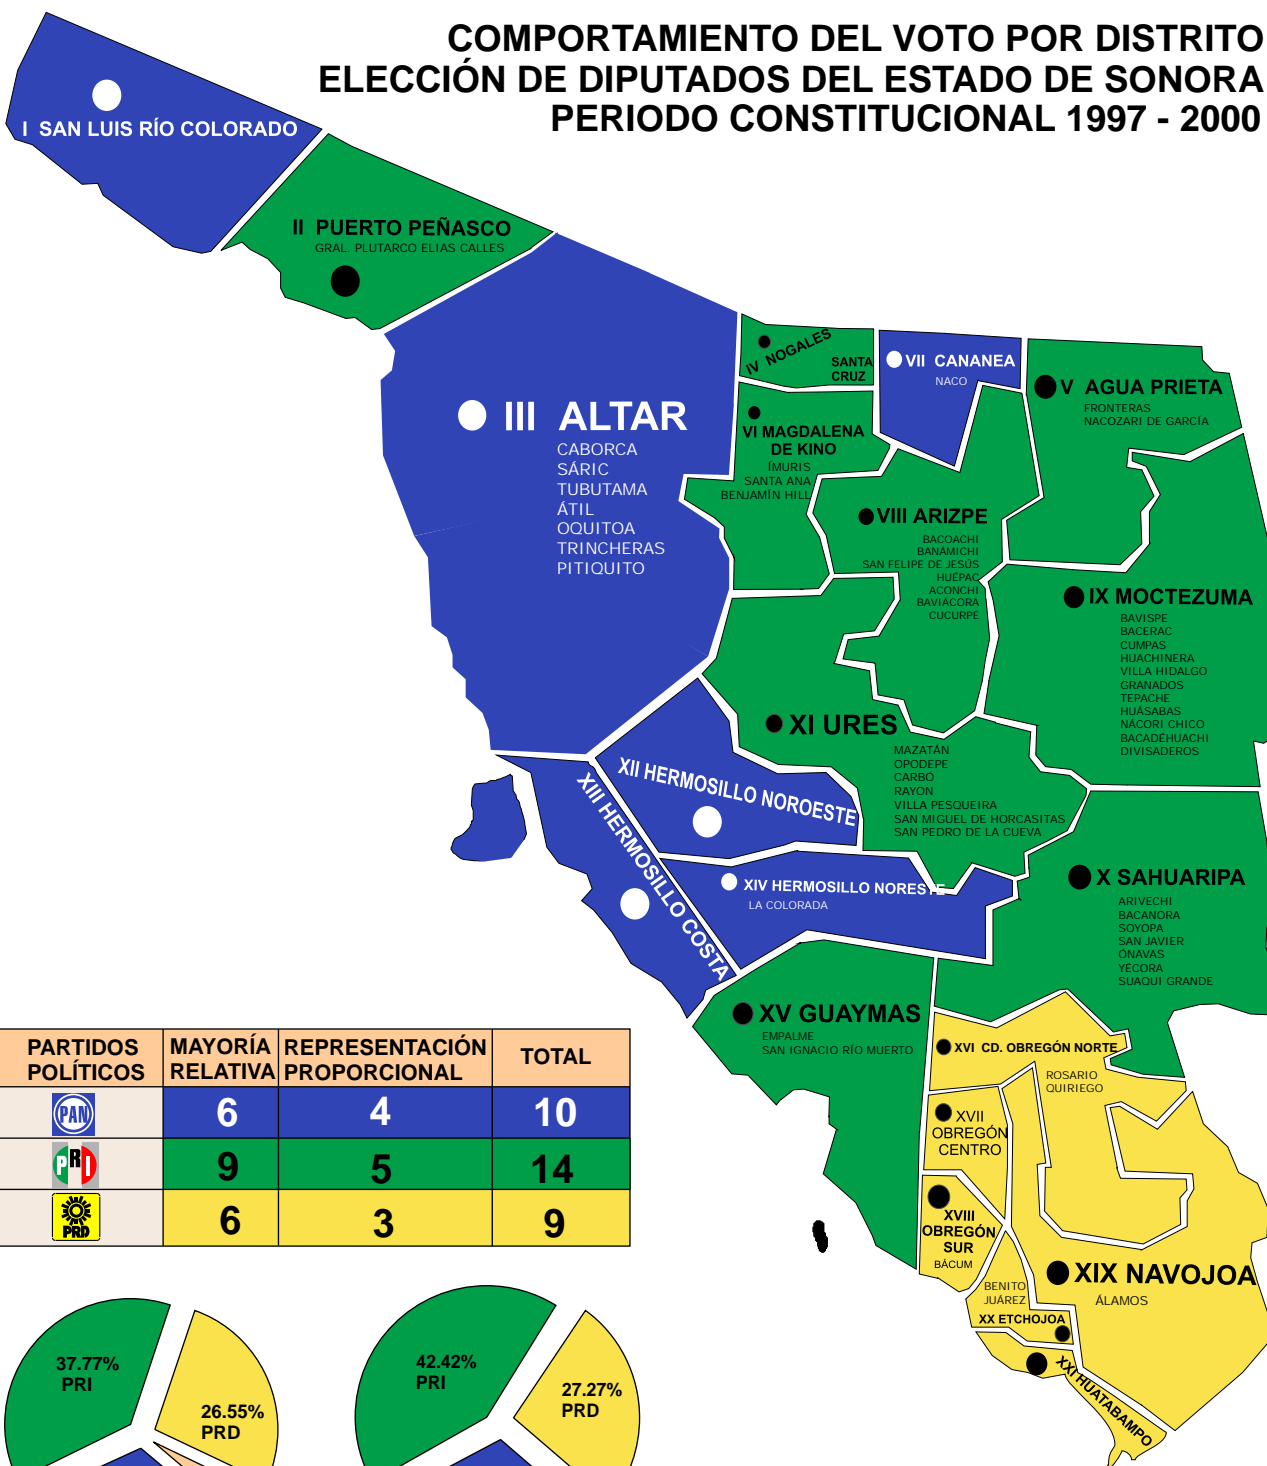 COMPORTAMIENTO DEL VOTO POR DISTRITO
ELECCIÓN DE DIPUTADOS DEL ESTADO DE SONORA
PERIODO CONSTITUCIONAL 1997 - 2000
I SAN LUIS RÍO COLORADO
II PUERTO PEÑASCO
GRAL. PLUTARCO ELIAS CALLES
III ALTAR
CABORCA
SÁRIC
TUBUTAMA
ÁTIL
OQUITOA
TRINCHERAS
PITIQUITO
IV NOGALES
SANTA
CRUZ
VII CANANEA
NACO
V AGUA PRIETA
FRONTERAS
NACOZARI DE GARCÍA
VI MAGDALENA
DE KINO
ÍMURIS
SANTA ANA
BENJAMÍN HILL
VIII ARIZPE
BACOACHI
BANÁMICHI
SAN FELIPE DE JESÚS
HUÉPAC
ACONCHI
BAVIÁCORA
CUCURPE
IX MOCTEZUMA
BAVISPE
BACERAC
CUMPAS
HUACHINERA
VILLA HIDALGO
GRANADOS
TEPACHE
HUÁSABAS
NÁCORI CHICO
BACADÉHUACHI
DIVISADEROS
XI URES
MAZATÁN
OPODEPE
CARBÓ
RAYON
VILLA PESQUEIRA
SAN MIGUEL DE HORCASITAS
SAN PEDRO DE LA CUEVA
XII HERMOSILLO NOROESTE
XIII HERMOSILLO COSTA
XIV HERMOSILLO NORESTE
LA COLORADA
X SAHUARIPA
ARIVECHI
BACANORA
SOYOPA
SAN JAVIER
ÓNAVAS
YÉCORA
SUAQUI GRANDE
XV GUAYMAS
EMPALME
SAN IGNACIO RÍO MUERTO
XVI CD. OBREGÓN NORTE
ROSARIO
QUIRIEGO
XVII
OBREGÓN
CENTRO
XVIII
OBREGÓN
SUR
BÁCUM
BENITO
JUÁREZ
XX ETCHOJOA
XIX NAVOJOA
ÁLAMOS
XXI HUATABAMPO
PARTIDOS POLÍTICOS MAYORÍA RELATIVA REPRESENTACIÓN PROPORCIONAL TOTAL
PAN 6 4 10
PRI 9 5 14
PRD 6 3 9
37.77%
PRI
26.55%
PRD
42.42%
PRI
27.27%
PRD